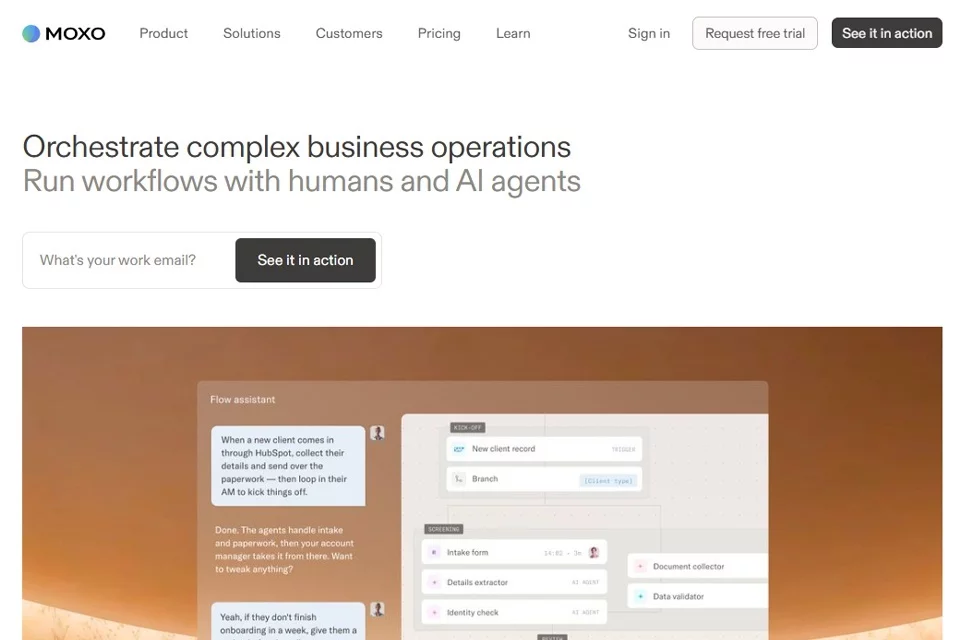 MOXO
Product
Solutions
Customers
Pricing
Learn
Sign in
Request free trial
See it in action
Orchestrate complex business operations
Run workflows with humans and AI agents
What's your work email?
See it in action
Flow assistant
When a new client comes in
through HubSpot, collect their
details and send over the
paperwork — then loop in their
AM to kick things off.
Done. The agents handle intake
and paperwork, then your account
manager takes it from there. Want
to tweak anything?
Yeah, if they don't finish
onboarding in a week, give them a
KICK-OFF
New client record
TRIGGER
Branch
[Client type]
SCREENING
Intake form
Details extractor
AI AGENT
Identity check
AI AGENT
Document collector
Data validator
REVIEW